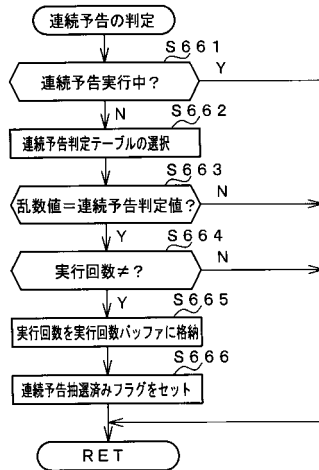 連続予告の判定
S661
連続予告実行中？
Y
N
S662
連続予告判定テーブルの選択
S663
乱数値＝連続予告判定値？
N
Y
S664
実行回数≠？
N
Y
S665
実行回数を実行回数バッファに格納
S666
連続予告抽選済みフラグをセット
RET